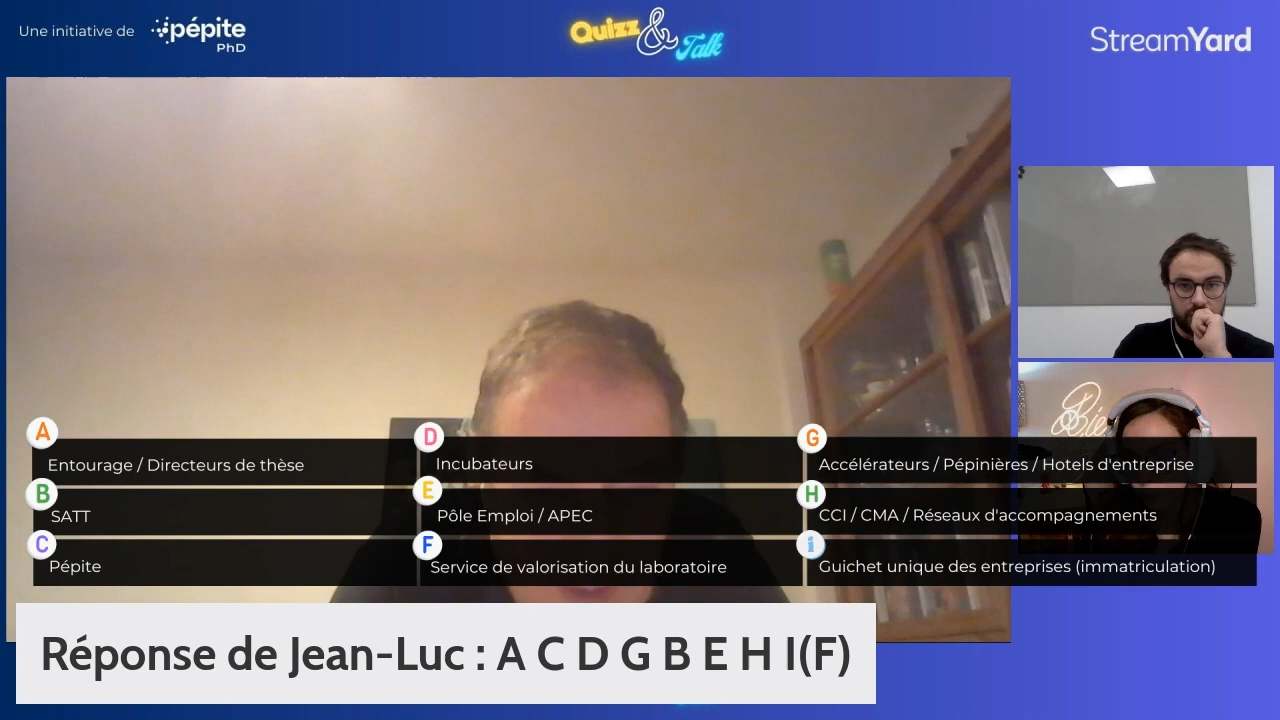 Une initiative de
pépite
PhD
Quizz & Talk
StreamYard
Bie
A
Entourage / Directeurs de thèse
D
Incubateurs
G
Accélérateurs / Pépinières / Hotels d'entreprise
B
SATT
E
Pôle Emploi / APEC
H
CCI / CMA / Réseaux d'accompagnements
C
Pépite
F
Service de valorisation du laboratoire
i
Guichet unique des entreprises (immatriculation)
Réponse de Jean-Luc : A C D G B E H I(F)